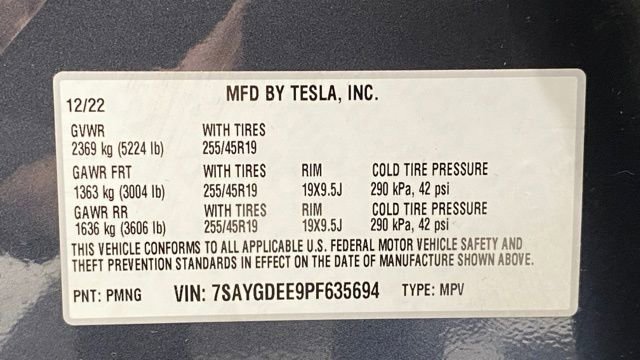 MFD BY TESLA, INC.
12/22
GVWR WITH TIRES
2369 kg (5224 lb) 255/45R19
GAWR FRT WITH TIRES RIM COLD TIRE PRESSURE
1363 kg (3004 lb) 255/45R19 19X9.5J 290 kPa, 42 psi
GAWR RR WITH TIRES RIM COLD TIRE PRESSURE
1636 kg (3606 lb) 255/45R19 19X9.5J 290 kPa, 42 psi
THIS VEHICLE CONFORMS TO ALL APPLICABLE U.S. FEDERAL MOTOR VEHICLE SAFETY AND
THEFT PREVENTION STANDARDS IN EFFECT ON THE DATE OF MANUFACTURE SHOWN ABOVE.
PNT: PMNG VIN: 7SAYGDEE9PF635694 TYPE: MPV